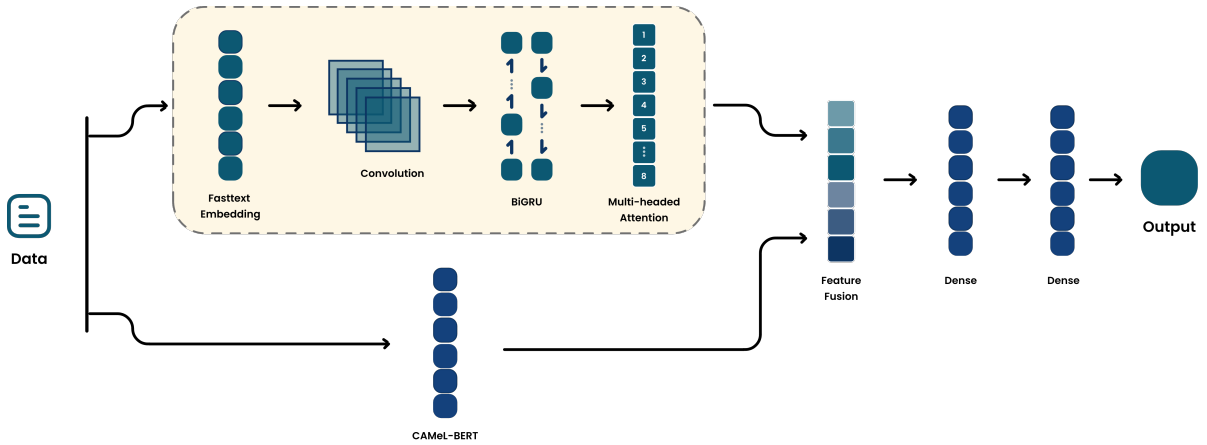 Data
Fasttext
Embedding
Convolution
BiGRU
1
2
3
4
5
8
Multi-headed
Attention
CAMeL-BERT
Feature
Fusion
Dense
Dense
Output